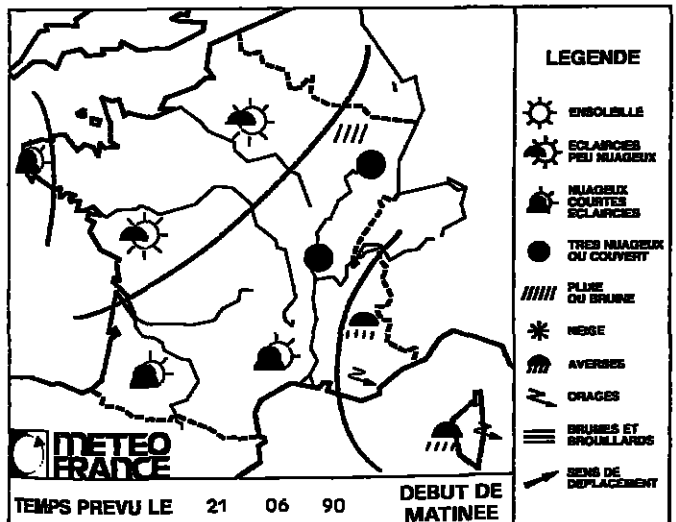 LEGENDE
ENSOLEILLE
ECLAIRCIES
PEU NUAGEUX
NUAGEUX
COURTES
ECLAIRCIES
TRES NUAGEUX
OU COUVERT
PLUIE
OU BRUINE
NEIGE
AVERSES
ORAGES
BRUMES ET
BROUILLARDS
SENS DE
DEPLACEMENT
METEO
FRANCE
TEMPS PREVU LE 21 06 90 DEBUT DE
MATINEE